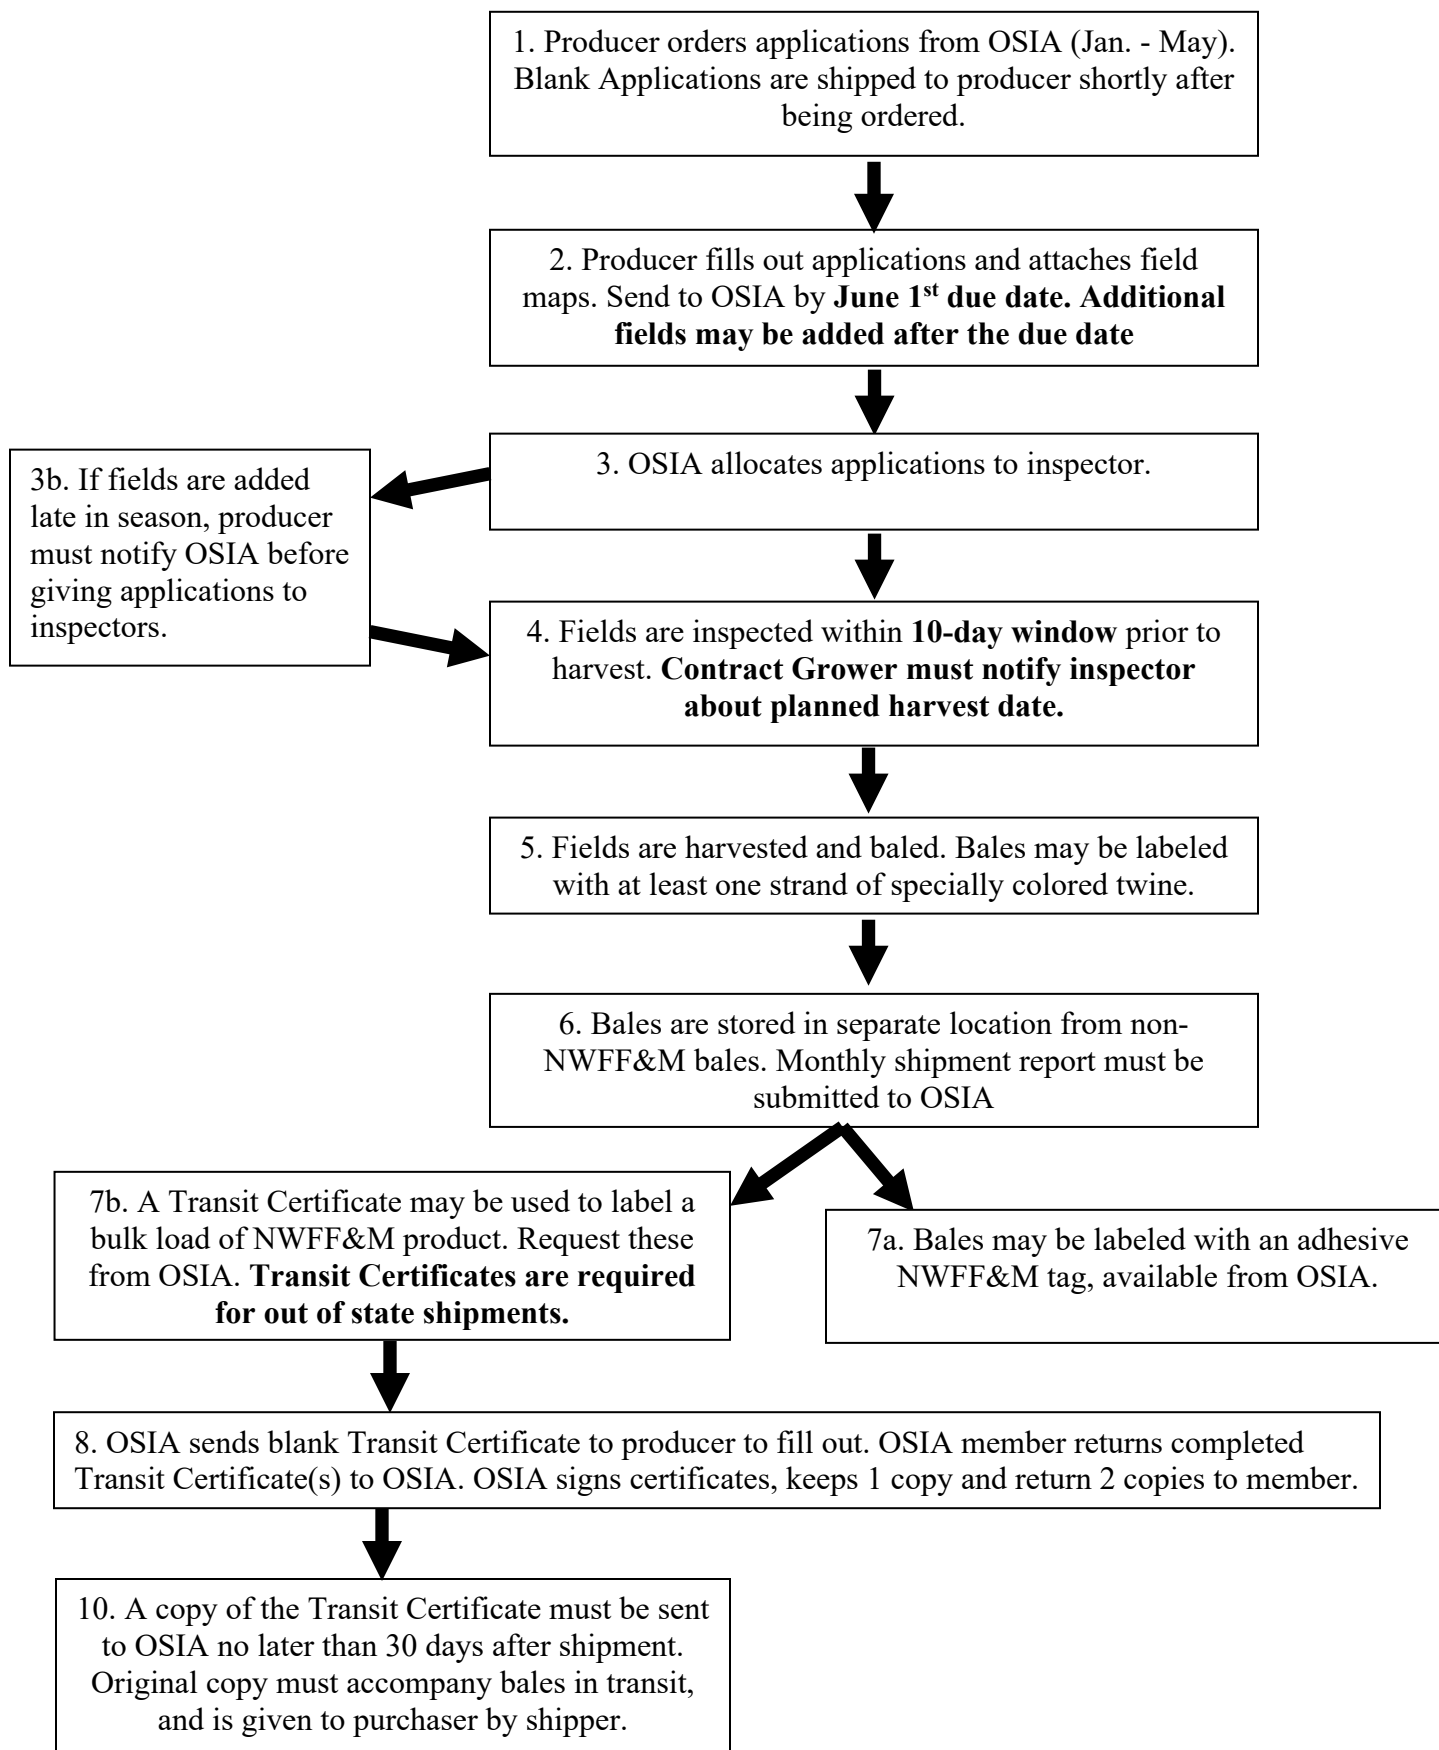 1. Producer orders applications from OSIA (Jan. - May).
Blank Applications are shipped to producer shortly after
being ordered.
2. Producer fills out applications and attaches field
maps. Send to OSIA by June 1st due date. Additional
fields may be added after the due date
3. OSIA allocates applications to inspector.
3b. If fields are added
late in season, producer
must notify OSIA before
giving applications to
inspectors.
4. Fields are inspected within 10-day window prior to
harvest. Contract Grower must notify inspector
about planned harvest date.
5. Fields are harvested and baled. Bales may be labeled
with at least one strand of specially colored twine.
6. Bales are stored in separate location from non-
NWFF&M bales. Monthly shipment report must be
submitted to OSIA
7b. A Transit Certificate may be used to label a
bulk load of NWFF&M product. Request these
from OSIA. Transit Certificates are required
for out of state shipments.
7a. Bales may be labeled with an adhesive
NWFF&M tag, available from OSIA.
8. OSIA sends blank Transit Certificate to producer to fill out. OSIA member returns completed
Transit Certificate(s) to OSIA. OSIA signs certificates, keeps 1 copy and return 2 copies to member.
10. A copy of the Transit Certificate must be sent
to OSIA no later than 30 days after shipment.
Original copy must accompany bales in transit,
and is given to purchaser by shipper.